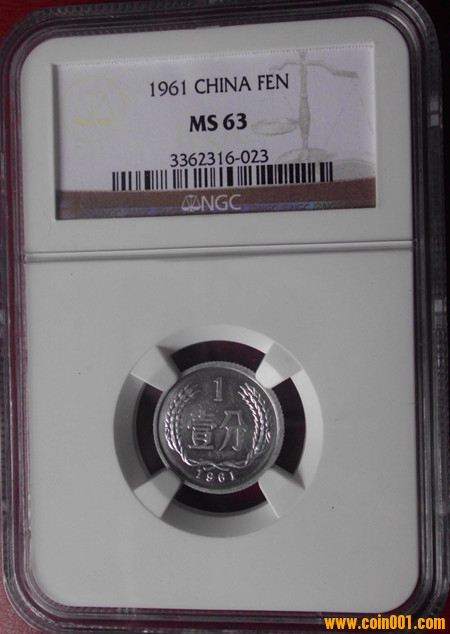 1961 CHINA FEN
MS 63
3362316-023
NGC
1
壹分
1961
www.coin001.com